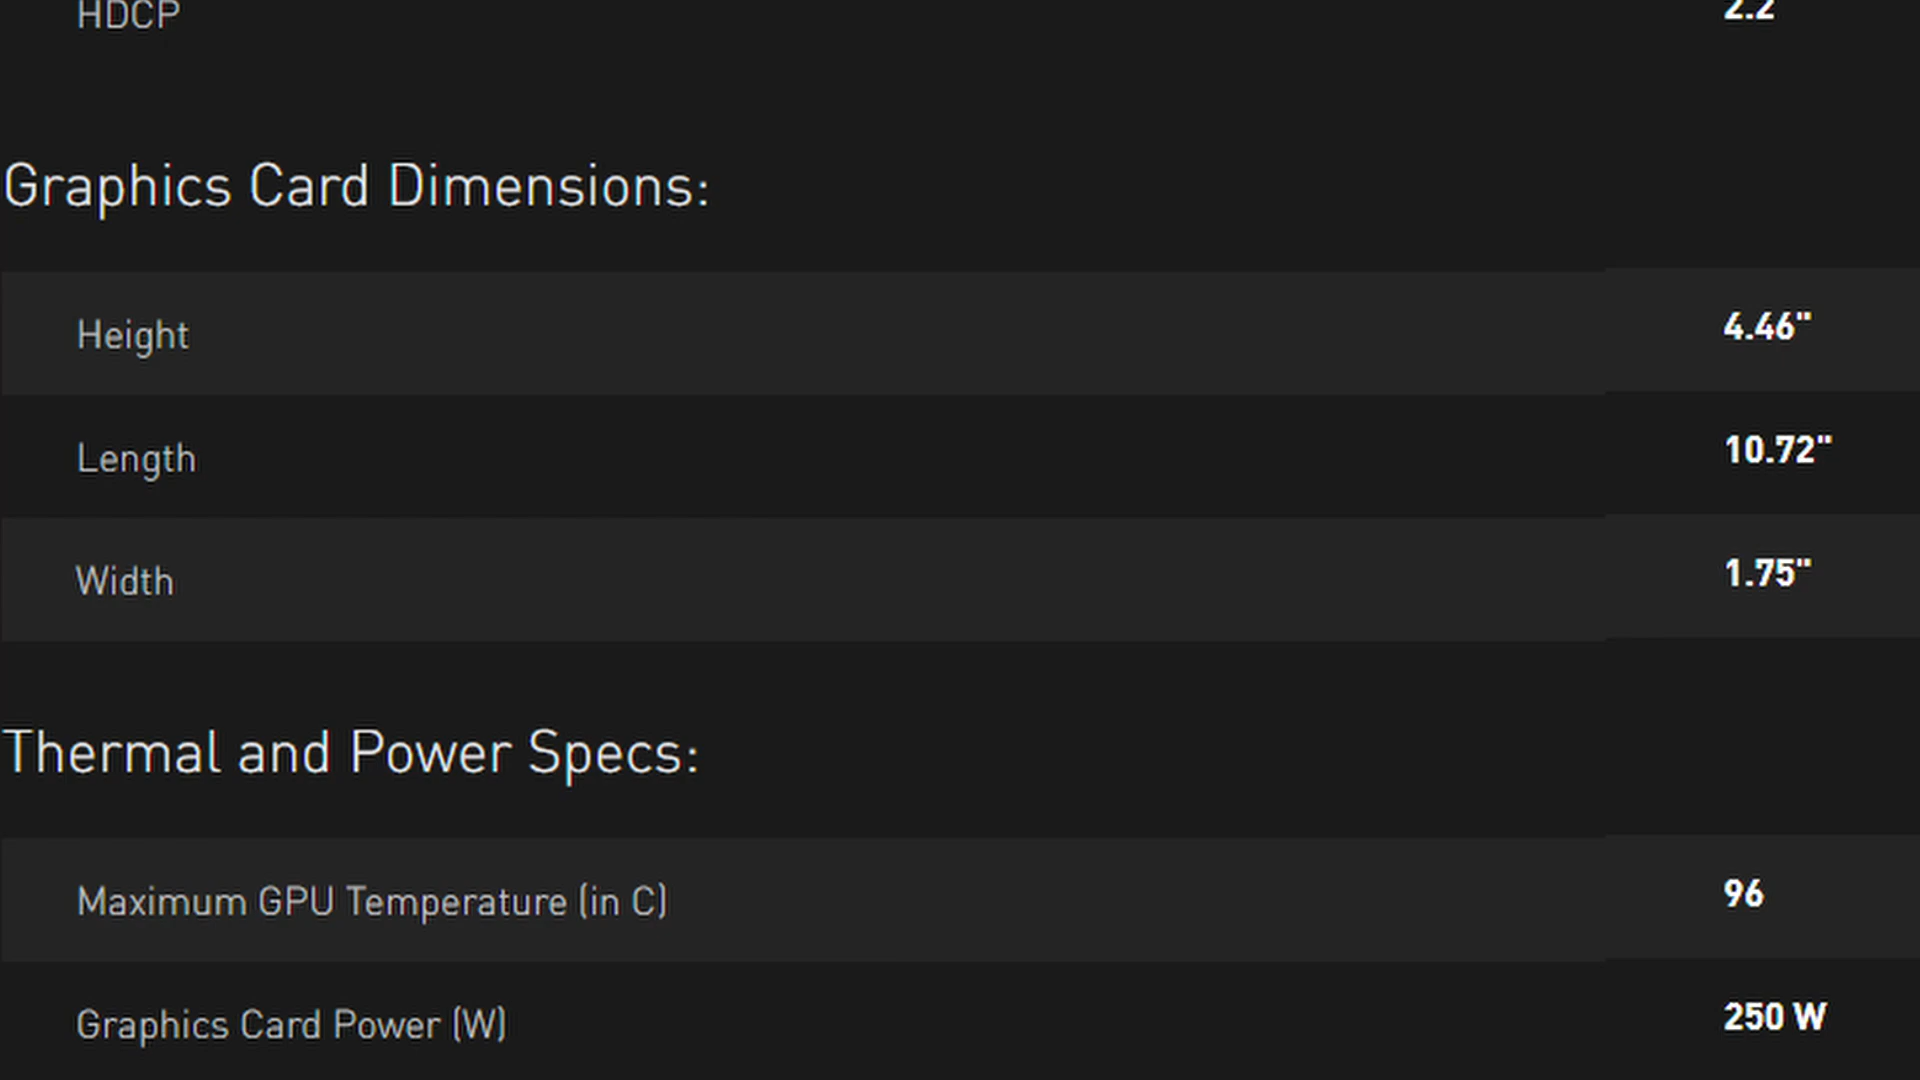 HDCP 2.2
Graphics Card Dimensions:
Height 4.46"
Length 10.72"
Width 1.75"
Thermal and Power Specs:
Maximum GPU Temperature (in C) 96
Graphics Card Power (W) 250 W